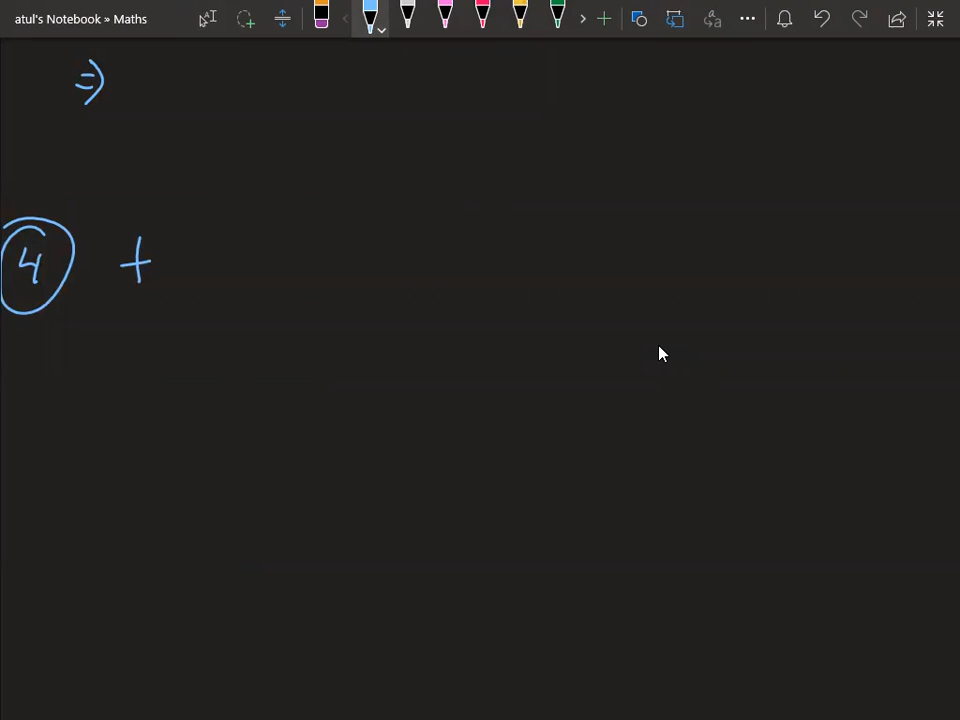 atul's Notebook » Maths
⇒
④ +